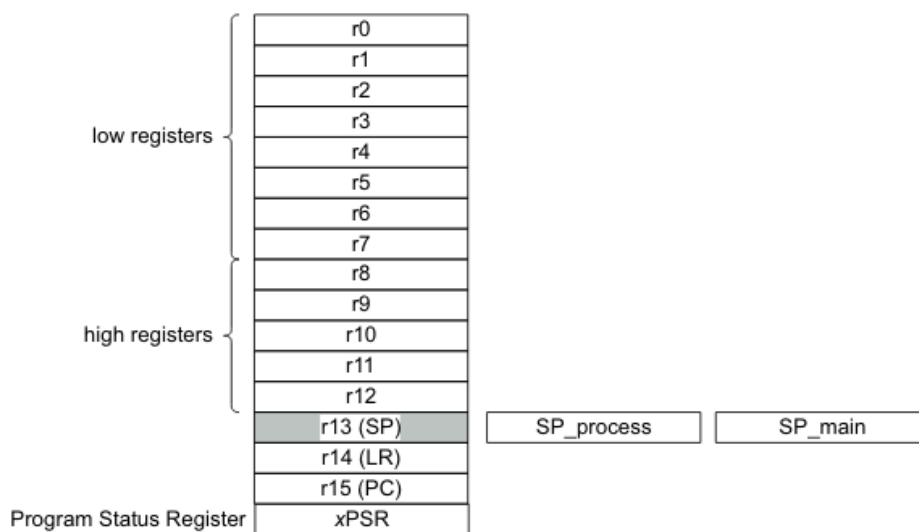 r0
r1
r2
r3
low registers
r4
r5
r6
r7
r8
r9
high registers
r10
r11
r12
r13 (SP) SP_process SP_main
r14 (LR)
r15 (PC)
Program Status Register xPSR